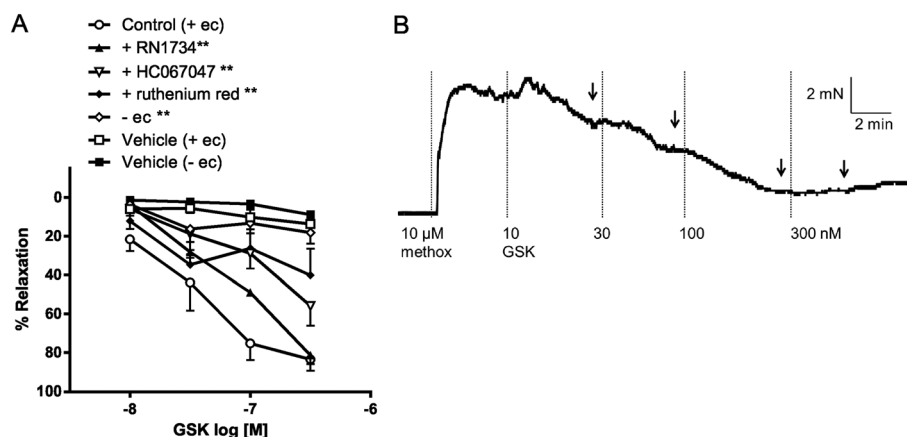 A
Control (+ ec)
+ RN1734**
+ HC067047 **
+ ruthenium red **
- ec **
Vehicle (+ ec)
Vehicle (- ec)
0
20
40
60
80
100
% Relaxation
-8
-7
-6
GSK log [M]
B
2 mN
2 min
10 µM
methox
10
GSK
30
100
300 nM